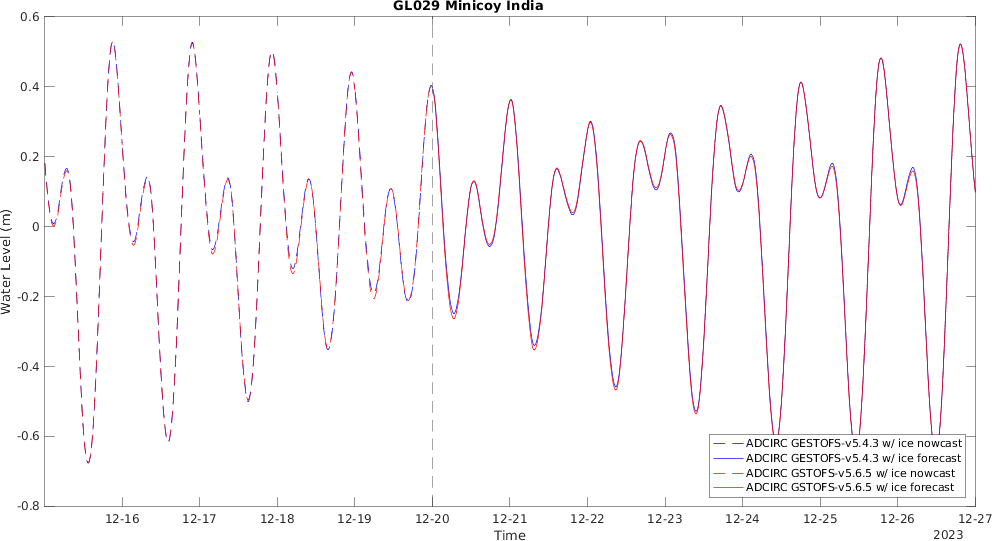 GL029 Minicoy India
0.6
0.4
0.2
0
-0.2
-0.4
-0.6
-0.8
Water Level (m)
ADCIRC GESTOFS-v5.4.3 w/ ice nowcast
ADCIRC GESTOFS-v5.4.3 w/ ice forecast
ADCIRC GSTOFS-v5.6.5 w/ ice nowcast
ADCIRC GSTOFS-v5.6.5 w/ ice forecast
12-16 12-17 12-18 12-19 12-20 12-21 12-22 12-23 12-24 12-25 12-26 12-27
Time
2023